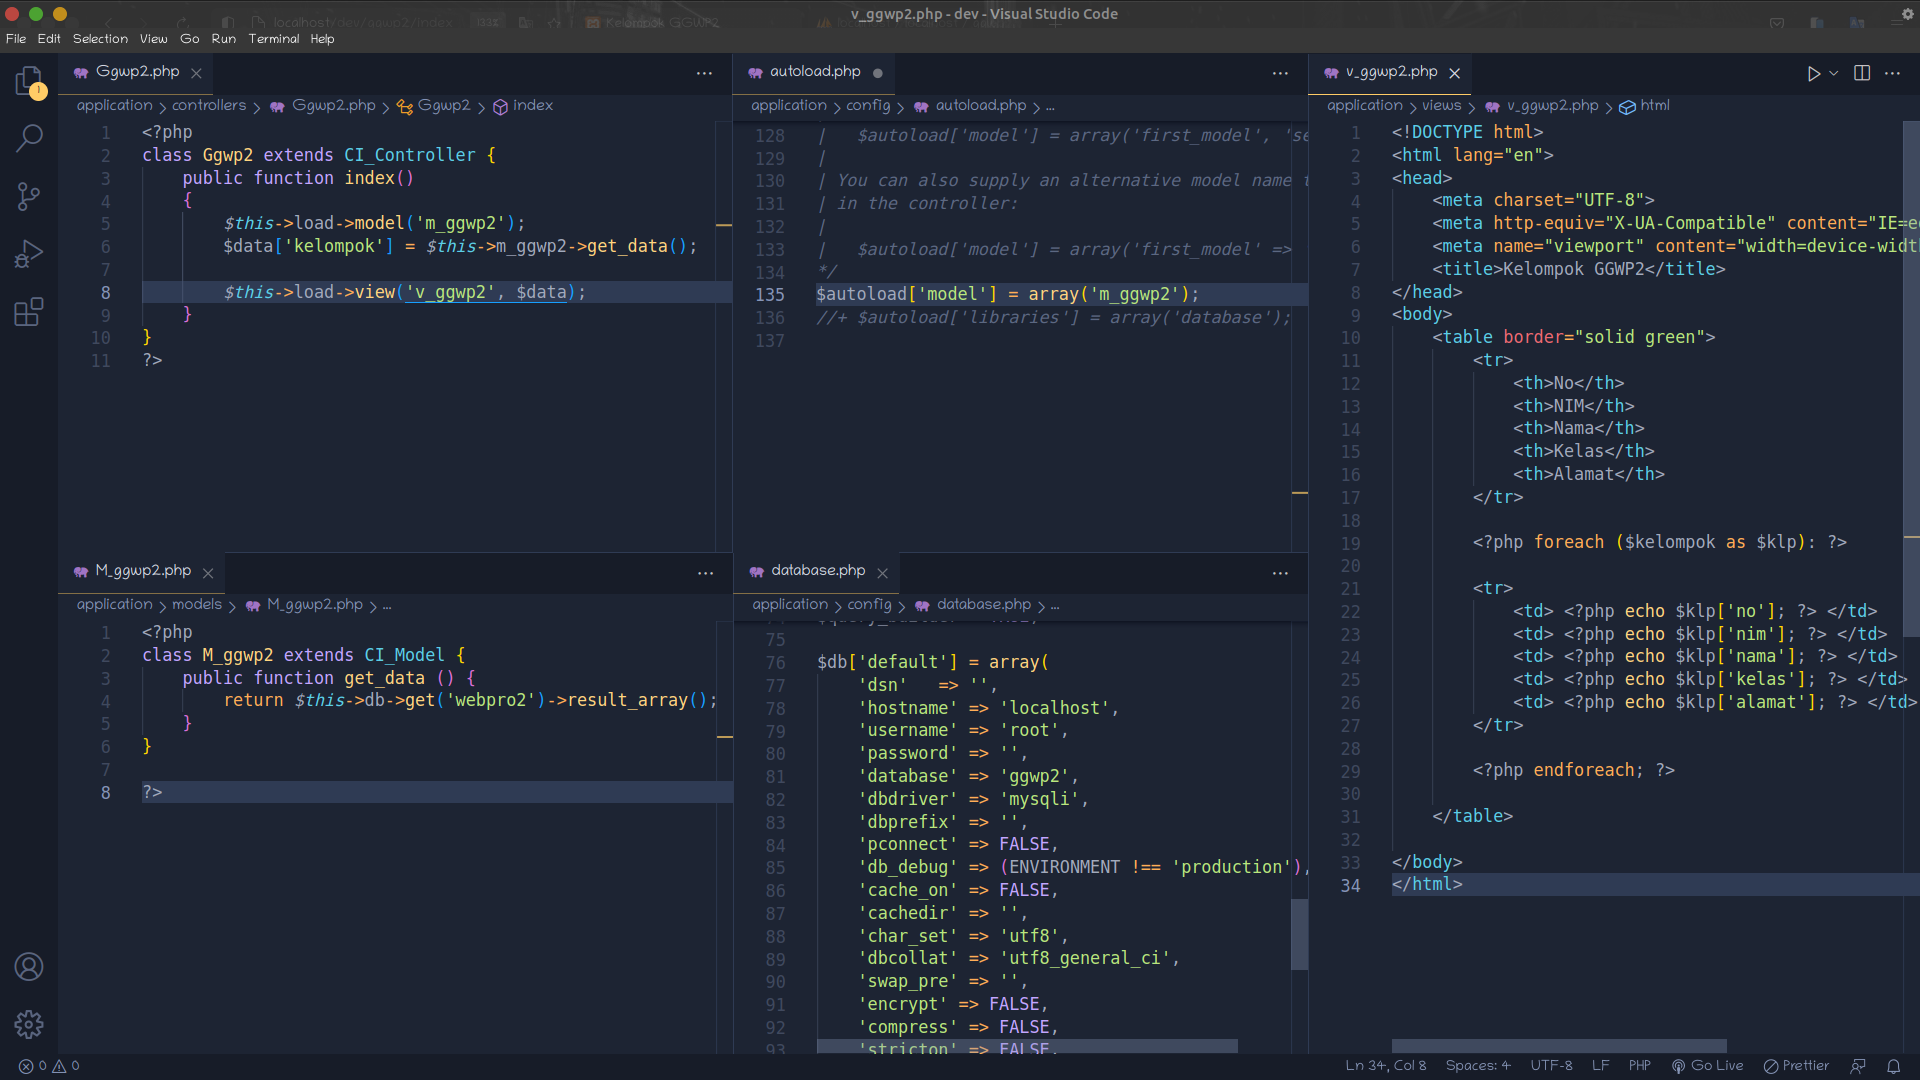 v_ggwp2.php - dev - Visual Studio Code
File Edit Selection View Go Run Terminal Help
Ggwp2.php
application > controllers > Ggwp2.php > Ggwp2 > index
1 <?php
2 class Ggwp2 extends CI_Controller {
3 public function index()
4 {
5 $this->load->model('m_ggwp2');
6 $data['kelompok'] = $this->m_ggwp2->get_data();
7
8 $this->load->view('v_ggwp2', $data);
9 }
10 }
11 ?>
M_ggwp2.php
application > models > M_ggwp2.php > ...
1 <?php
2 class M_ggwp2 extends CI_Model {
3 public function get_data () {
4 return $this->db->get('webpro2')->result_array();
5 }
6 }
7
8 ?>
autoload.php
application > config > autoload.php > ...
128 | $autoload['model'] = array('first_model', 'se
129 |
130 | You can also supply an alternative model name
131 | in the controller:
132 |
133 | $autoload['model'] = array('first_model' =>
134 */
135 $autoload['model'] = array('m_ggwp2');
136 //+ $autoload['libraries'] = array('database');
137
database.php
application > config > database.php > ...
75
76 $db['default'] = array(
77 'dsn' => '',
78 'hostname' => 'localhost',
79 'username' => 'root',
80 'password' => '',
81 'database' => 'ggwp2',
82 'dbdriver' => 'mysqli',
83 'dbprefix' => '',
84 'pconnect' => FALSE,
85 'db_debug' => (ENVIRONMENT !== 'production'),
86 'cache_on' => FALSE,
87 'cachedir' => '',
88 'char_set' => 'utf8',
89 'dbcollat' => 'utf8_general_ci',
90 'swap_pre' => '',
91 'encrypt' => FALSE,
92 'compress' => FALSE,
93 'stricton' => FALSE,
v_ggwp2.php
application > views > v_ggwp2.php > html
1 <!DOCTYPE html>
2 <html lang="en">
3 <head>
4 <meta charset="UTF-8">
5 <meta http-equiv="X-UA-Compatible" content="IE=ed
6 <meta name="viewport" content="width=device-widt
7 <title>Kelompok GGWP2</title>
8 </head>
9 <body>
10 <table border="solid green">
11 <tr>
12 <th>No</th>
13 <th>NIM</th>
14 <th>Nama</th>
15 <th>Kelas</th>
16 <th>Alamat</th>
17 </tr>
18
19 <?php foreach ($kelompok as $klp): ?>
20
21 <tr>
22 <td> <?php echo $klp['no']; ?> </td>
23 <td> <?php echo $klp['nim']; ?> </td>
24 <td> <?php echo $klp['nama']; ?> </td>
25 <td> <?php echo $klp['kelas']; ?> </td>
26 <td> <?php echo $klp['alamat']; ?> </td>
27 </tr>
28
29 <?php endforeach; ?>
30
31 </table>
32
33 </body>
34 </html>
0 0 Ln 34, Col 8 Spaces: 4 UTF-8 LF PHP Go Live Prettier